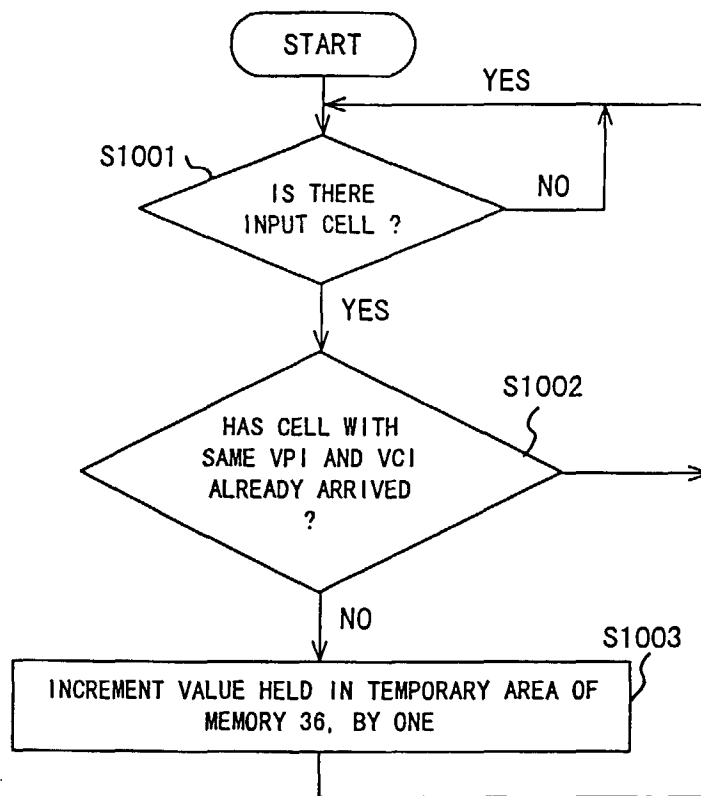 START
YES
S1001
IS THERE
INPUT CELL ?
NO
YES
S1002
HAS CELL WITH
SAME VPI AND VCI
ALREADY ARRIVED
?
NO
S1003
INCREMENT VALUE HELD IN TEMPORARY AREA OF
MEMORY 36, BY ONE